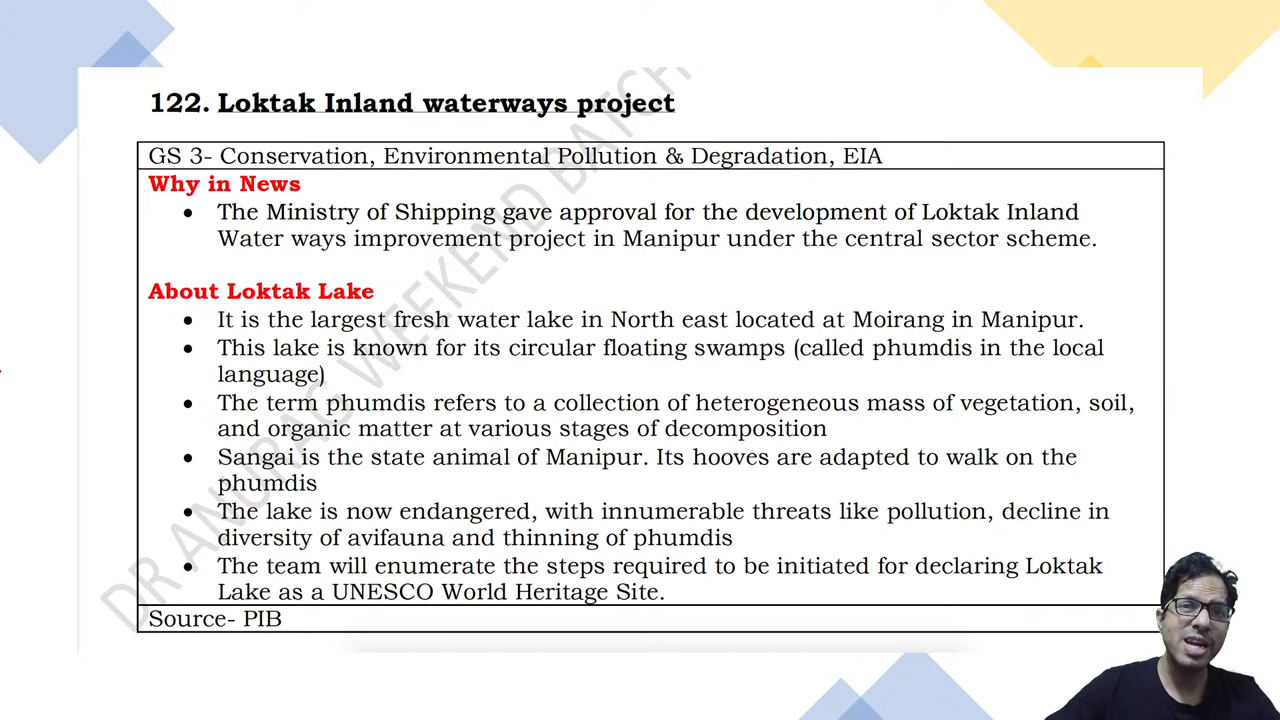 122. Loktak Inland waterways project
GS 3- Conservation, Environmental Pollution & Degradation, EIA
Why in News
• The Ministry of Shipping gave approval for the development of Loktak Inland
Water ways improvement project in Manipur under the central sector scheme.
About Loktak Lake
• It is the largest fresh water lake in North east located at Moirang in Manipur.
• This lake is known for its circular floating swamps (called phumdis in the local
language)
• The term phumdis refers to a collection of heterogeneous mass of vegetation, soil,
and organic matter at various stages of decomposition
• Sangai is the state animal of Manipur. Its hooves are adapted to walk on the
phumdis
• The lake is now endangered, with innumerable threats like pollution, decline in
diversity of avifauna and thinning of phumdis
• The team will enumerate the steps required to be initiated for declaring Loktak
Lake as a UNESCO World Heritage Site.
Source- PIB
DR ANURAG WEEKEND BATCH